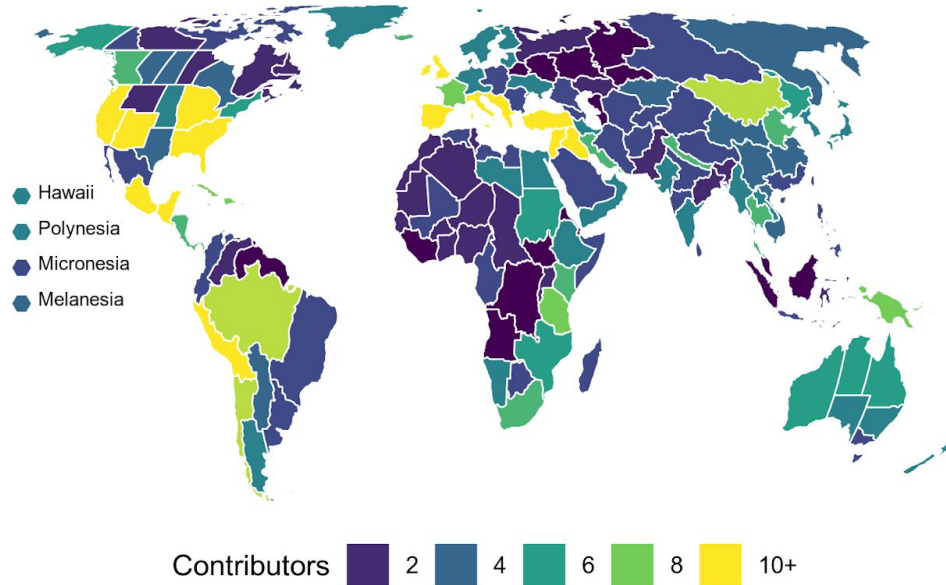 Hawaii
Polynesia
Micronesia
Melanesia
Contributors 2 4 6 8 10+